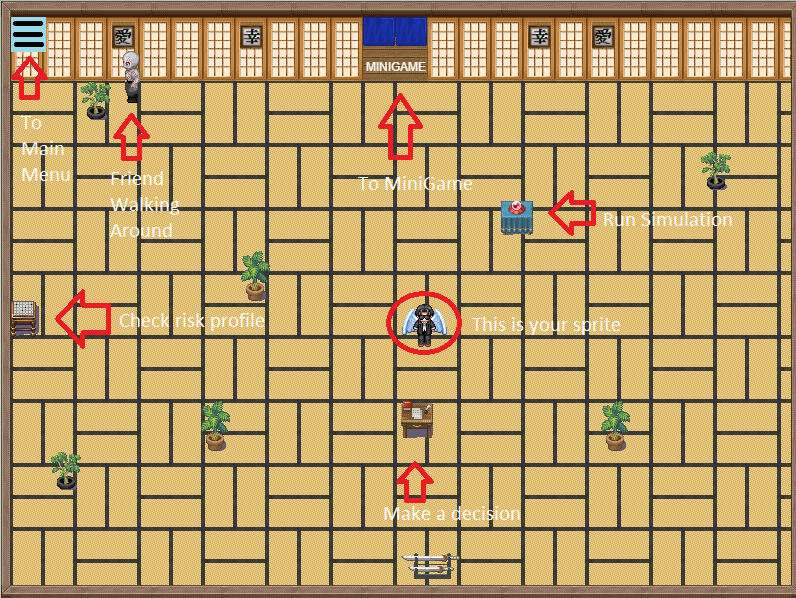 愛
幸
幸
愛
MINIGAME
To
Main
Menu
Friend
Walking
Around
To MiniGame
Run Simulation
Check risk profile
This is your sprite
Make a decision